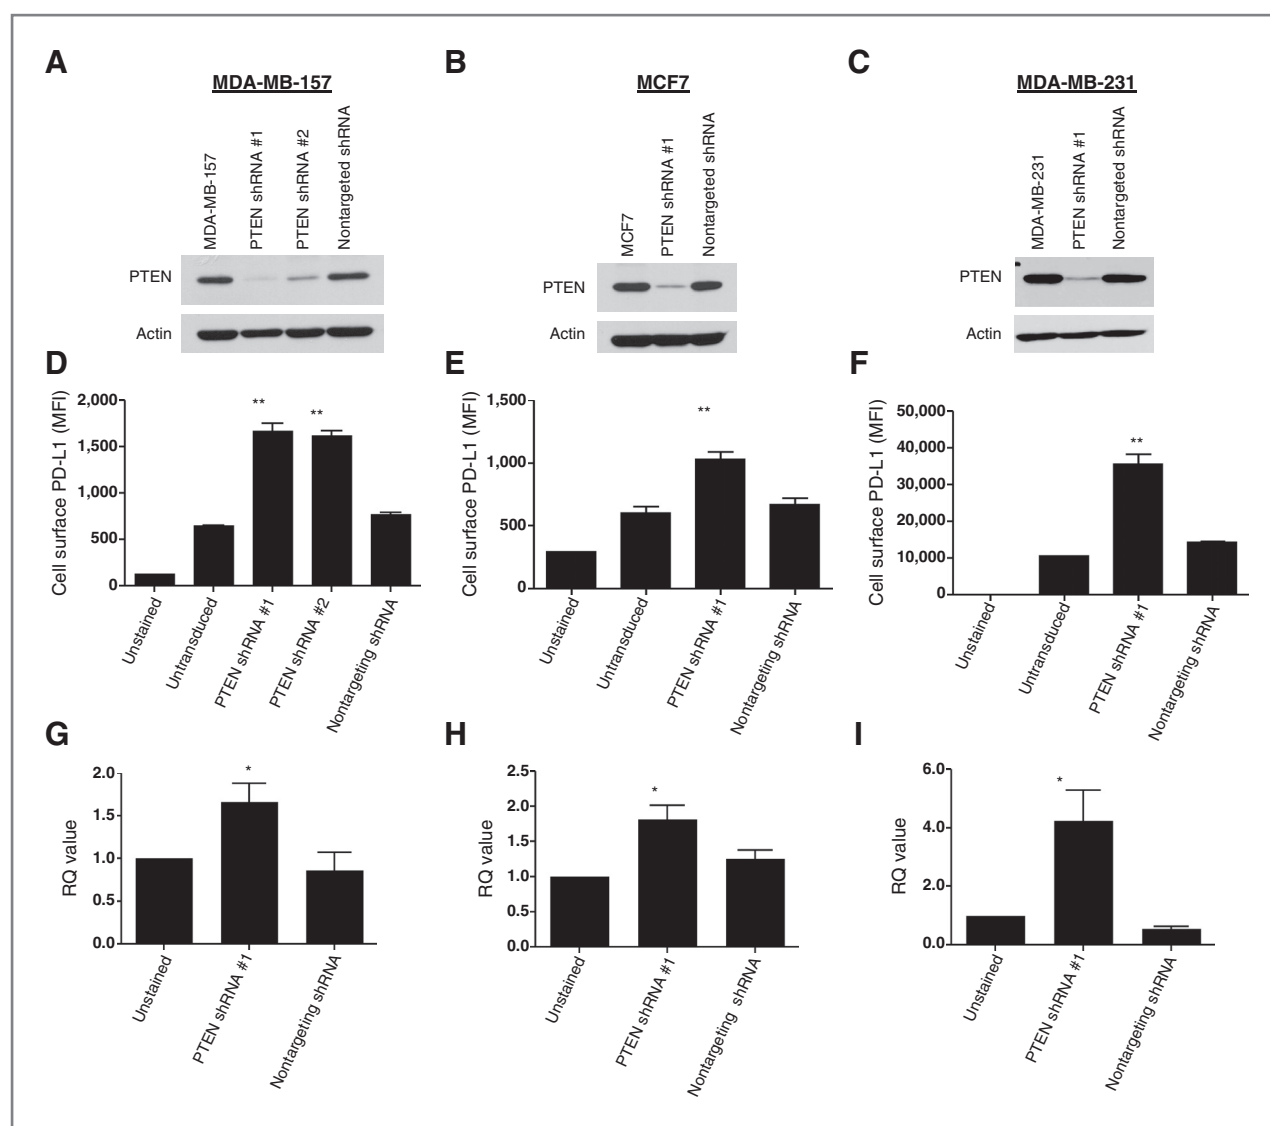 A
B
C
MDA-MB-157
MCF7
MDA-MB-231
MDA-MB-157
PTEN shRNA #1
PTEN shRNA #2
Nontargeted shRNA
MCF7
PTEN shRNA #1
Nontargeted shRNA
MDA-MB-231
PTEN shRNA #1
Nontargeted shRNA
PTEN
Actin
PTEN
Actin
PTEN
Actin
D
Cell surface PD-L1 (MFI)
2,000
1,500
1,000
500
0
**
**
Unstained
Untransduced
PTEN shRNA #1
PTEN shRNA #2
Nontargeting shRNA
E
Cell surface PD-L1 (MFI)
1,500
1,000
500
0
**
Unstained
Untransduced
PTEN shRNA #1
Nontargeting shRNA
F
Cell surface PD-L1 (MFI)
50,000
40,000
30,000
20,000
10,000
0
**
Unstained
Untransduced
PTEN shRNA #1
Nontargeting shRNA
G
RQ value
2.0
1.5
1.0
0.5
0.0
*
Unstained
PTEN shRNA #1
Nontargeting shRNA
H
RQ value
2.5
2.0
1.5
1.0
0.5
0.0
*
Unstained
PTEN shRNA #1
Nontargeting shRNA
I
RQ value
6.0
4.0
2.0
0.0
*
Unstained
PTEN shRNA #1
Nontargeting shRNA